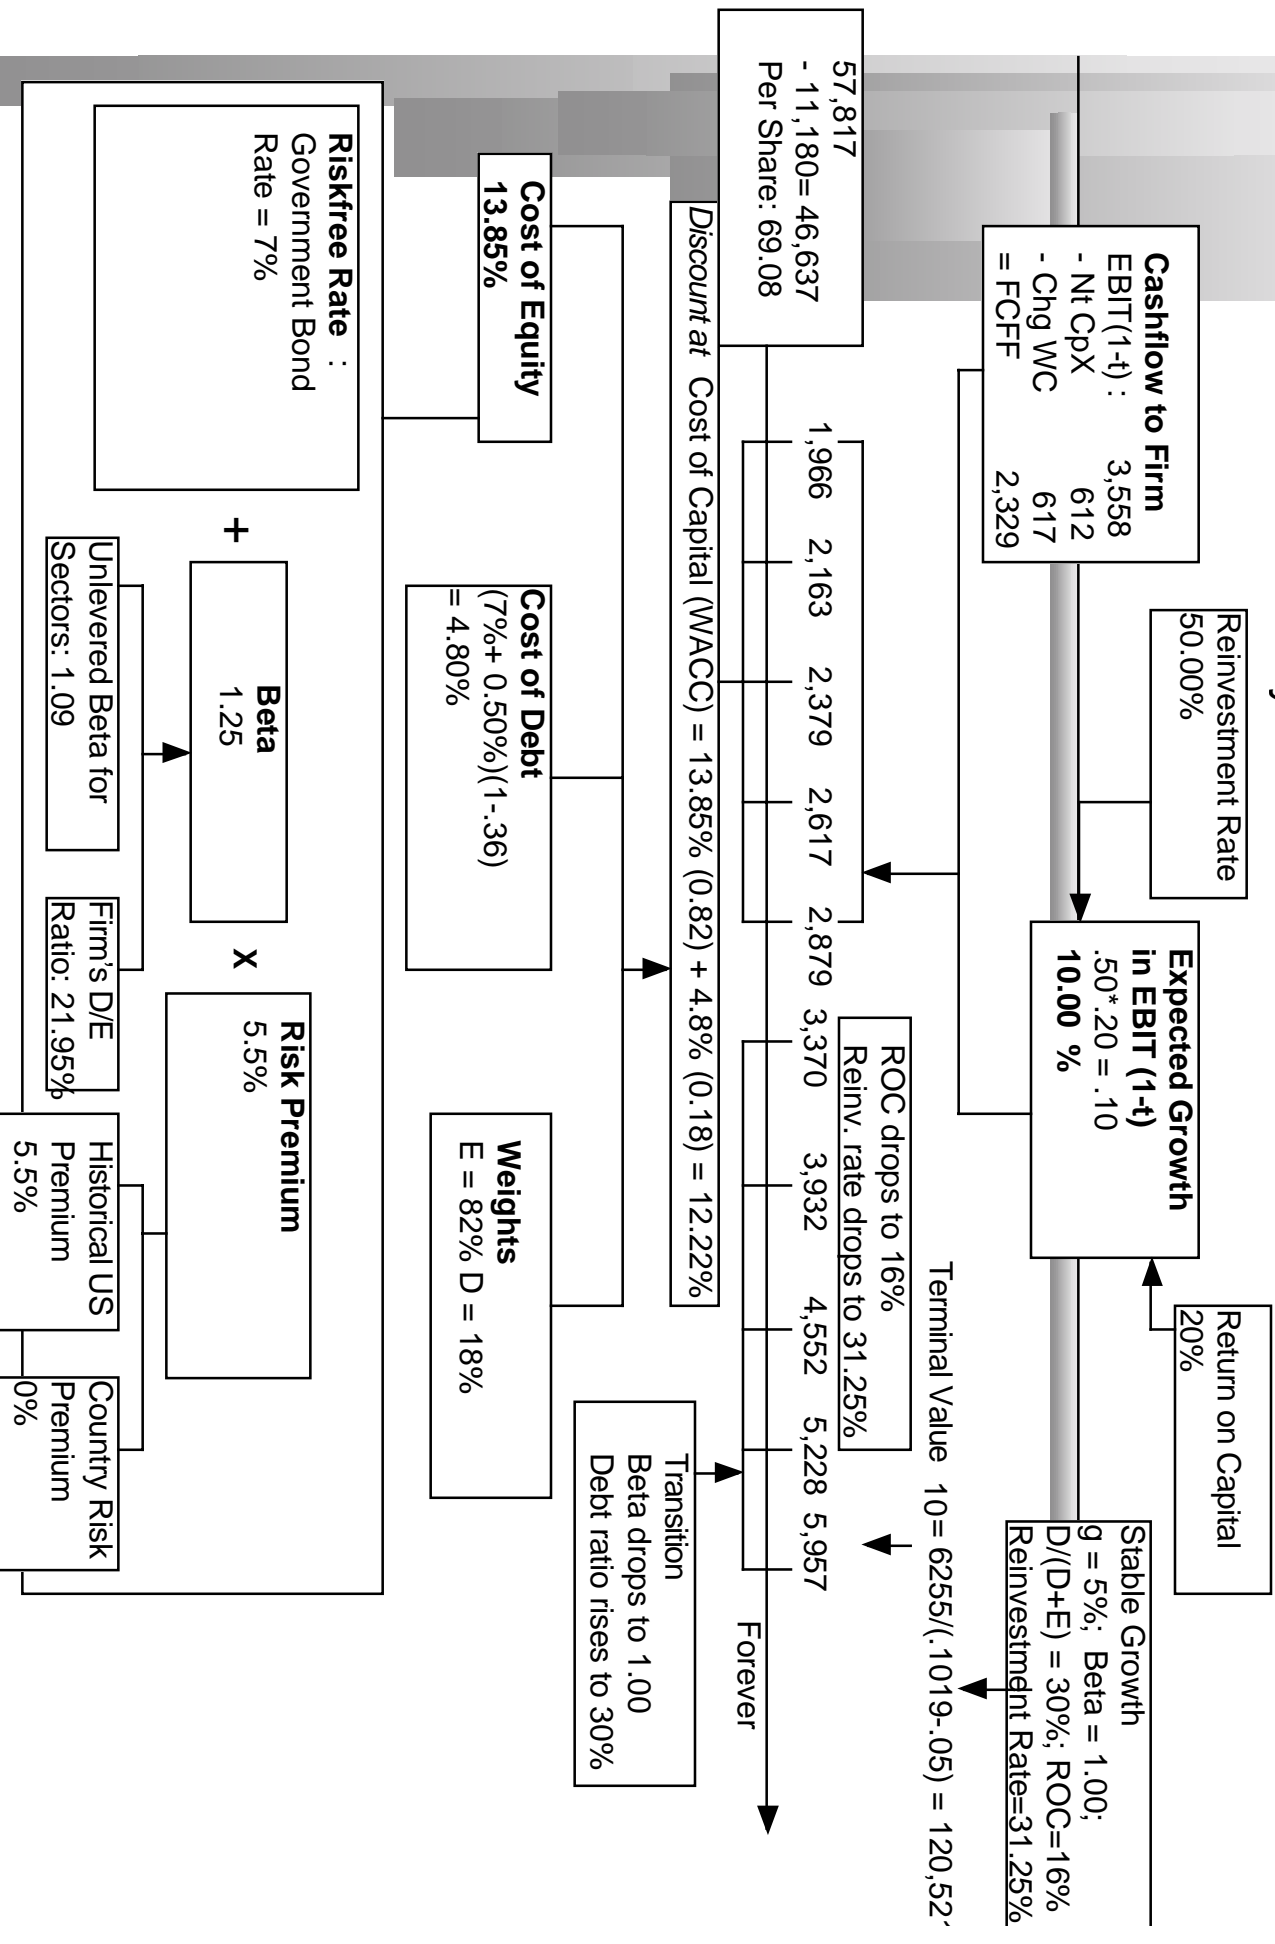 Reinvestment Rate
50.00%
Return on Capital
20%
Cashflow to Firm
EBIT(1-t) : 3,558
- Nt CpX 612
- Chg WC 617
= FCFF 2,329
Expected Growth
in EBIT (1-t)
.50*.20 = .10
10.00 %
Stable Growth
g = 5%; Beta = 1.00;
D/(D+E) = 30%; ROC=16%
Reinvestment Rate=31.25%
Terminal Value 10= 6255/(.1019-.05) = 120,521
ROC drops to 16%
Reinv. rate drops to 31.25%
57,817
- 11,180= 46,637
Per Share: 69.08
1,966 2,163 2,379 2,617 2,879 3,370 3,932 4,552 5,228 5,957
Forever
Discount at Cost of Capital (WACC) = 13.85% (0.82) + 4.8% (0.18) = 12.22%
Transition
Beta drops to 1.00
Debt ratio rises to 30%
Cost of Equity
13.85%
Cost of Debt
(7%+ 0.50%)(1-.36)
= 4.80%
Weights
E = 82% D = 18%
Riskfree Rate :
Government Bond
Rate = 7%
+
Beta
1.25
x
Risk Premium
5.5%
Unlevered Beta for
Sectors: 1.09
Firm's D/E
Ratio: 21.95%
Historical US
Premium
5.5%
Country Risk
Premium
0%